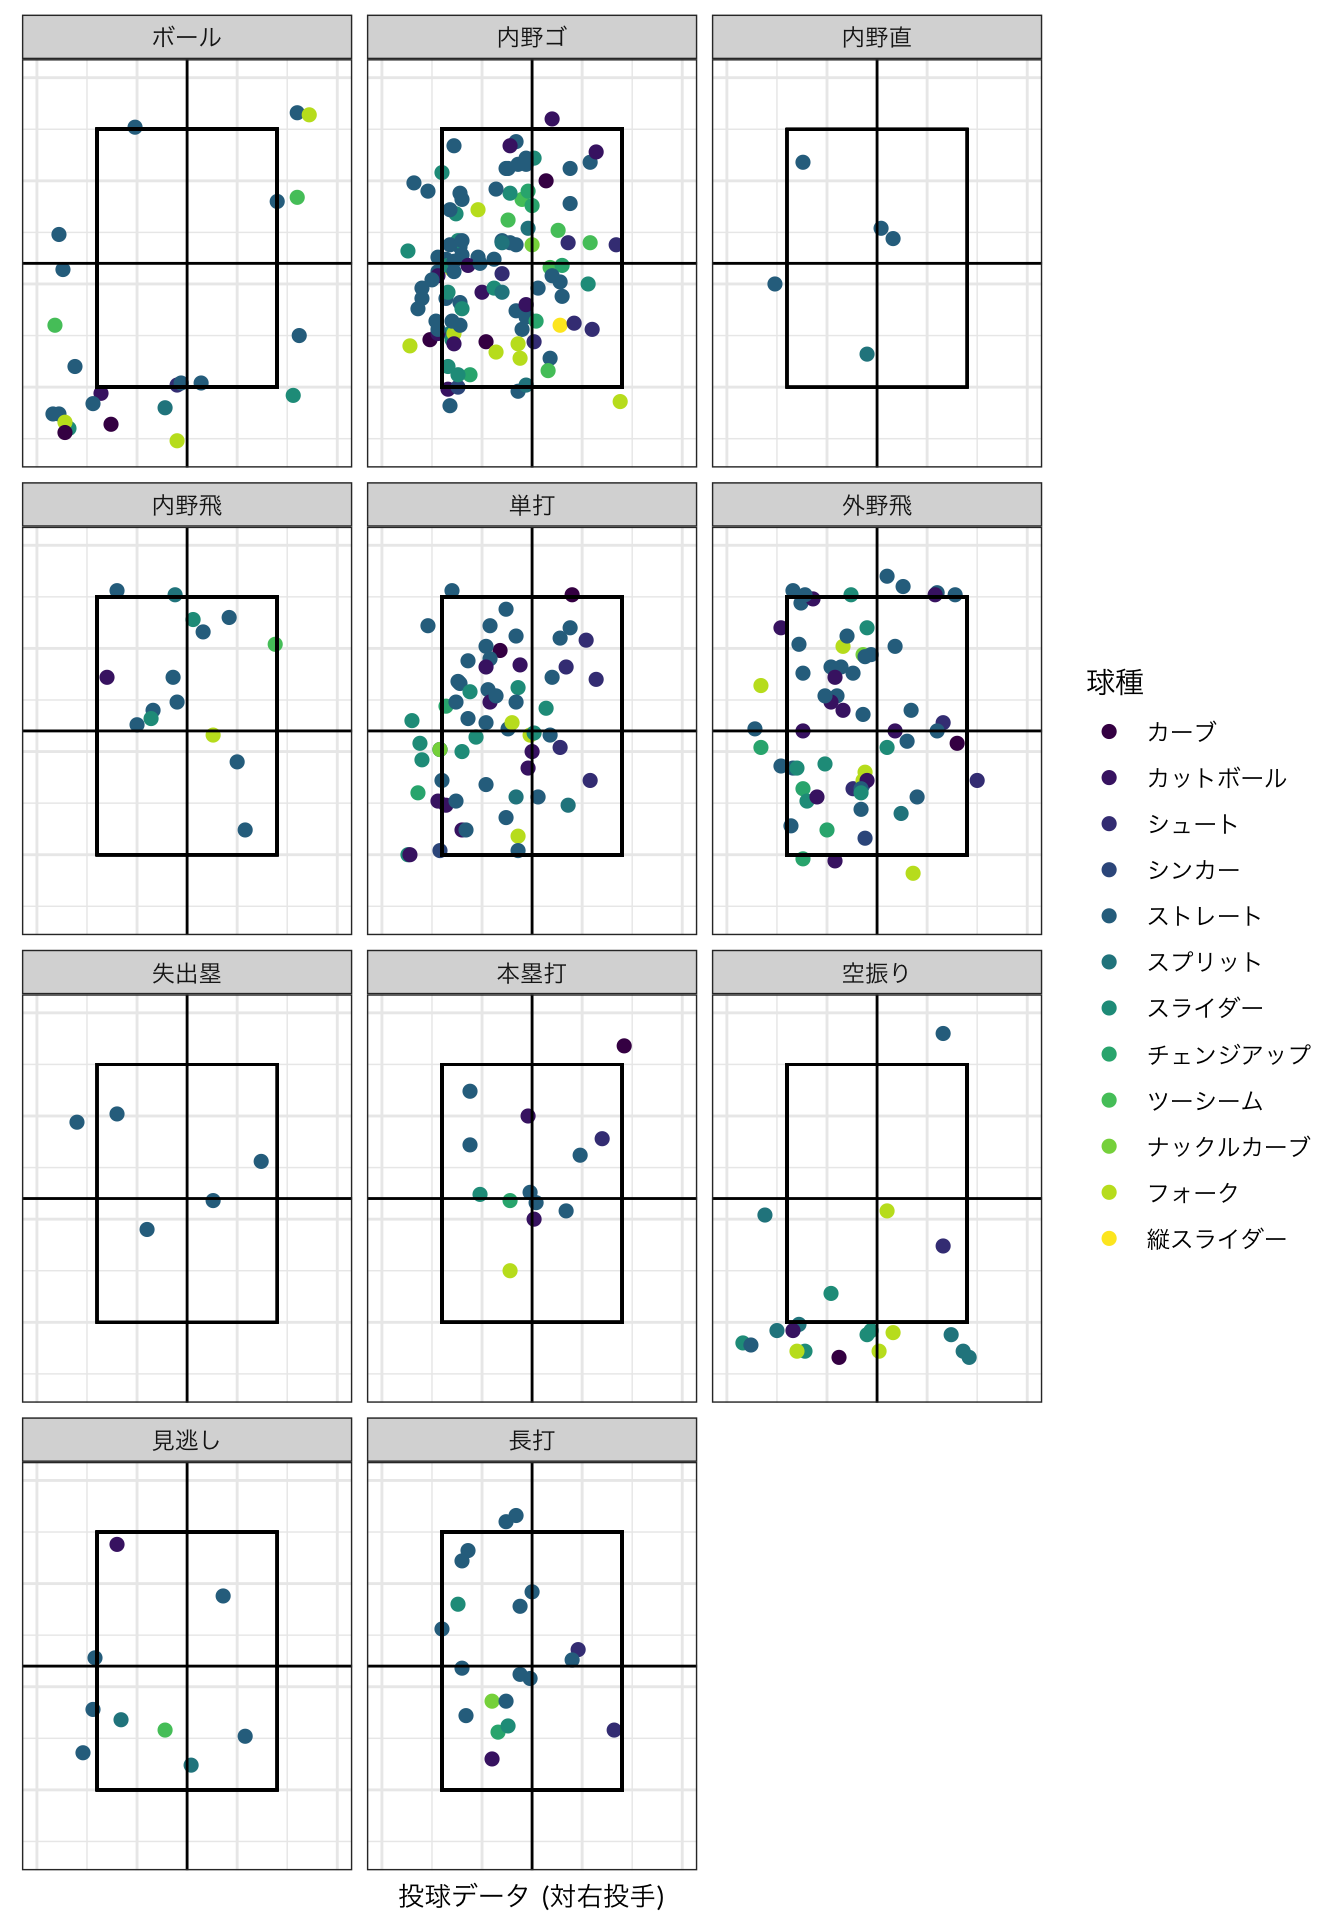 ボール
内野ゴ
内野直
内野飛
単打
外野飛
失出塁
本塁打
空振り
見逃し
長打
球種
カーブ
カットボール
シュート
シンカー
ストレート
スプリット
スライダー
チェンジアップ
ツーシーム
ナックルカーブ
フォーク
縦スライダー
投球データ (対右投手)